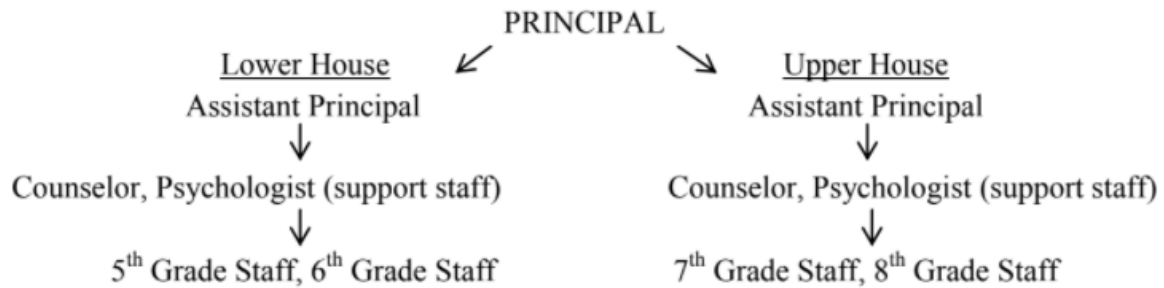 PRINCIPAL
Lower House
Assistant Principal
Counselor, Psychologist (support staff)
5th Grade Staff, 6th Grade Staff
Upper House
Assistant Principal
Counselor, Psychologist (support staff)
7th Grade Staff, 8th Grade Staff